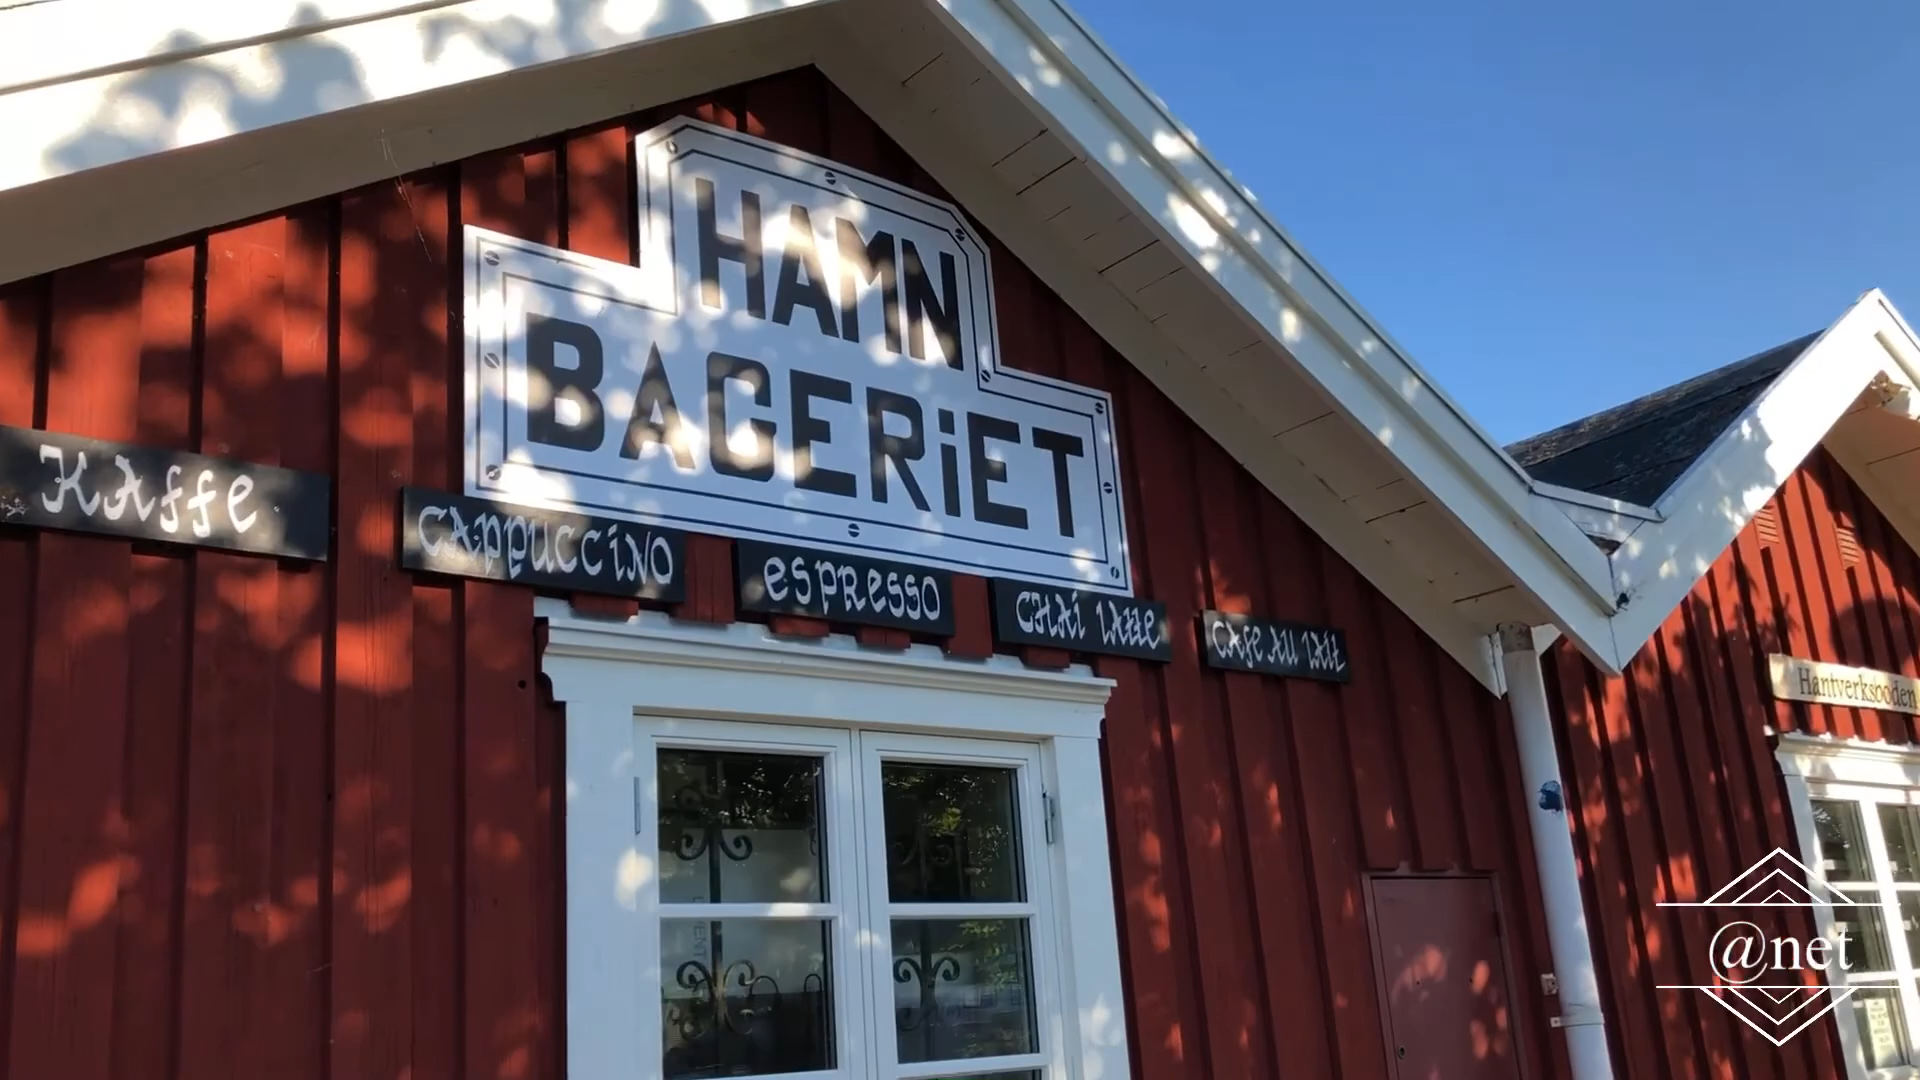 HAMN
BAGERiET
KAffe
CAPPUCCiNO
esPResso
CHAi LATTe
CAFe AU LAiT
Hantverksboden
@net